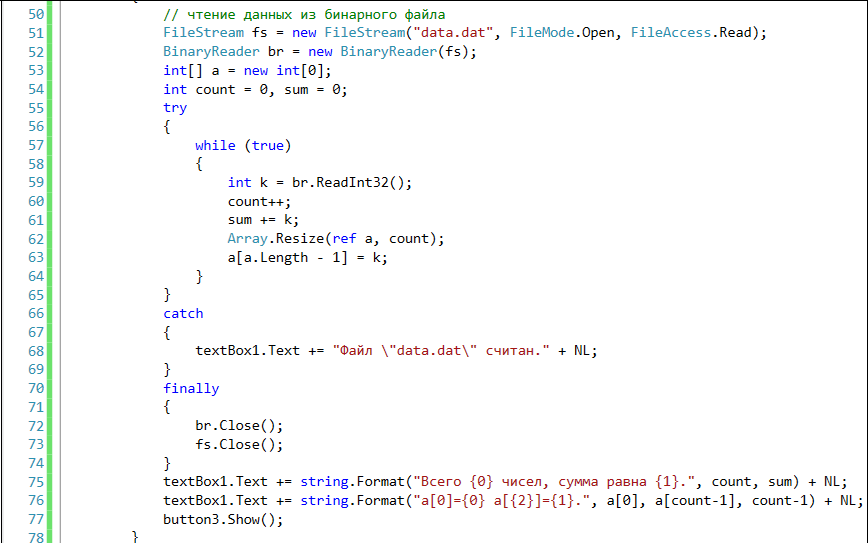 50 // чтение данных из бинарного файла
51 FileStream fs = new FileStream("data.dat", FileMode.Open, FileAccess.Read);
52 BinaryReader br = new BinaryReader(fs);
53 int[] a = new int[0];
54 int count = 0, sum = 0;
55 try
56 {
57 while (true)
58 {
59 int k = br.ReadInt32();
60 count++;
61 sum += k;
62 Array.Resize(ref a, count);
63 a[a.Length - 1] = k;
64 }
65 }
66 catch
67 {
68 textBox1.Text += "Файл \"data.dat\" считан." + NL;
69 }
70 finally
71 {
72 br.Close();
73 fs.Close();
74 }
75 textBox1.Text += string.Format("Всего {0} чисел, сумма равна {1}.", count, sum) + NL;
76 textBox1.Text += string.Format("a[0]={0} a[{2}]={1}.", a[0], a[count-1], count-1) + NL;
77 button3.Show();
78 }